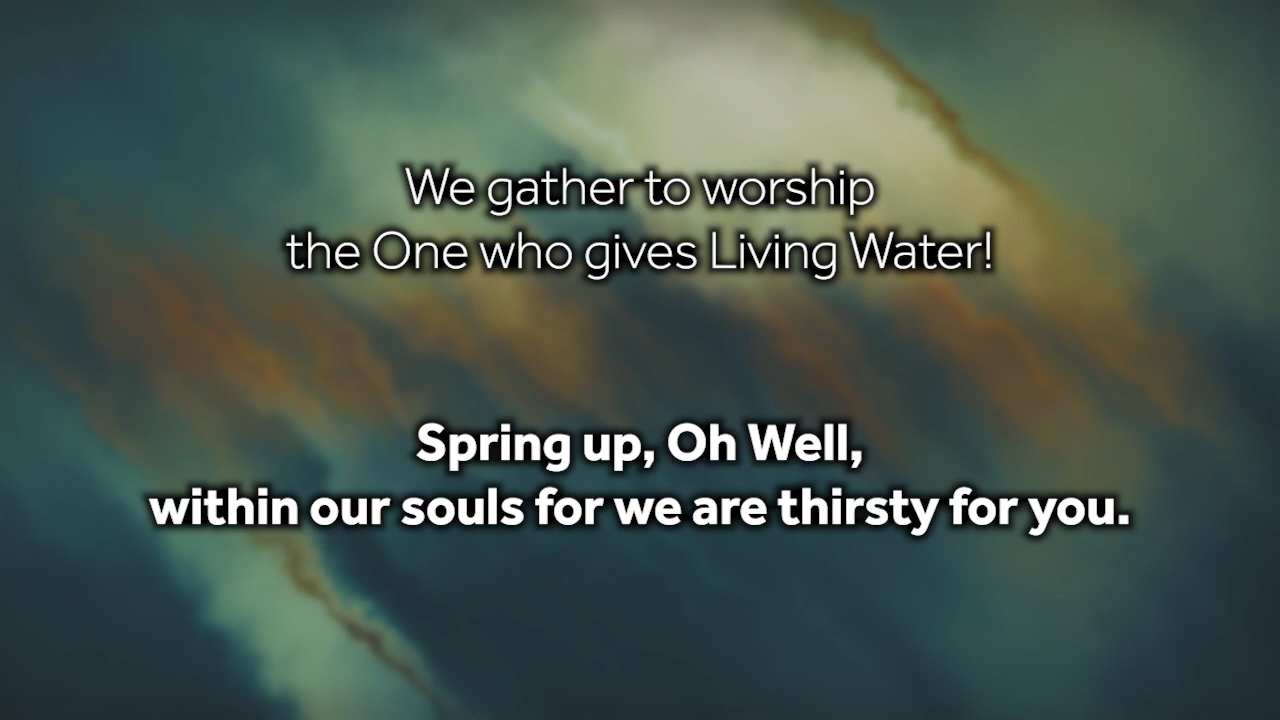 We gather to worship
the One who gives Living Water!
Spring up, Oh Well,
within our souls for we are thirsty for you.